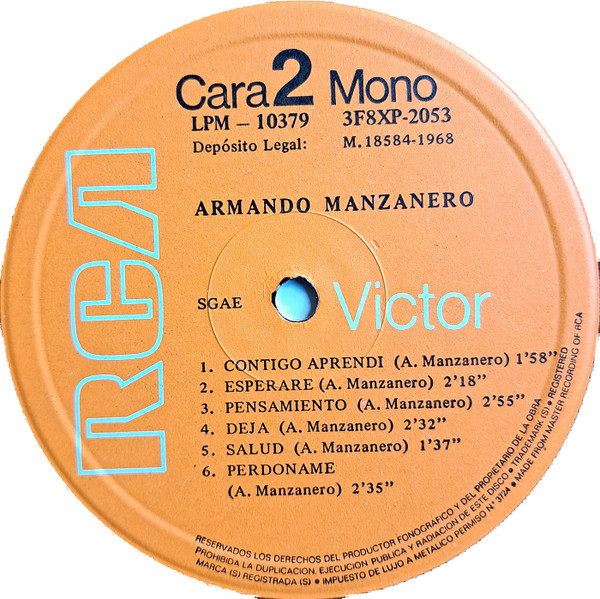 Cara 2 Mono
LPM - 10379 3F8XP-2053
Depósito Legal: M. 18584-1968
ARMANDO MANZANERO
RCA
SGAE
Victor
1. CONTIGO APRENDI (A. Manzanero) 1'58"
2. ESPERARE (A. Manzanero) 2'18"
3. PENSAMIENTO (A. Manzanero) 2'55"
4. DEJA (A. Manzanero) 2'32"
5. SALUD (A. Manzanero) 1'37"
6. PERDONAME
(A. Manzanero) 2'35"
RESERVADOS LOS DERECHOS DEL PRODUCTOR FONOGRAFICO Y DEL PROPIETARIO DE LA OBRA
PROHIBIDA LA DUPLICACION, EJECUCION PUBLICA Y RADIACION DE ESTE DISCO • TRADEMARK (S) • REGISTERED
MARCA (S) REGISTRADA (S) • IMPUESTO DE LUJO A METALICO PERMISO N° 3724 • MADE FROM MASTER RECORDING OF RCA